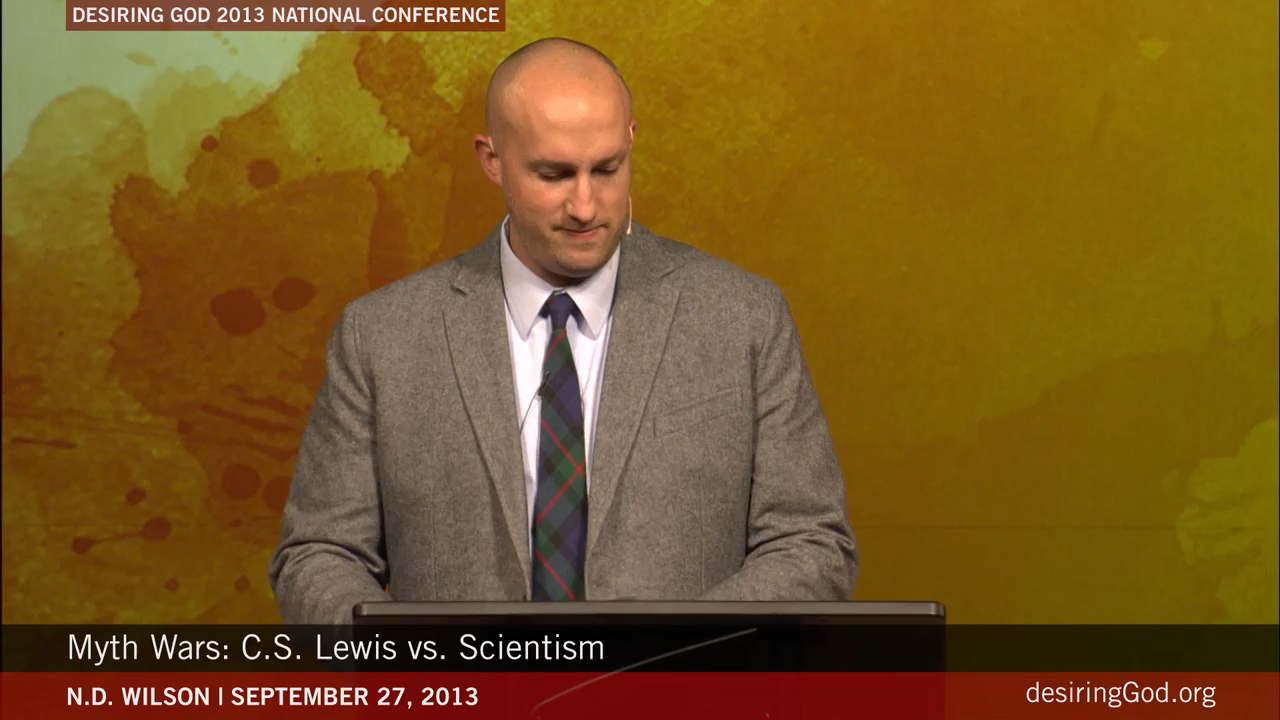 DESIRING GOD 2013 NATIONAL CONFERENCE
Myth Wars: C.S. Lewis vs. Scientism
N.D. WILSON | SEPTEMBER 27, 2013
desiringGod.org